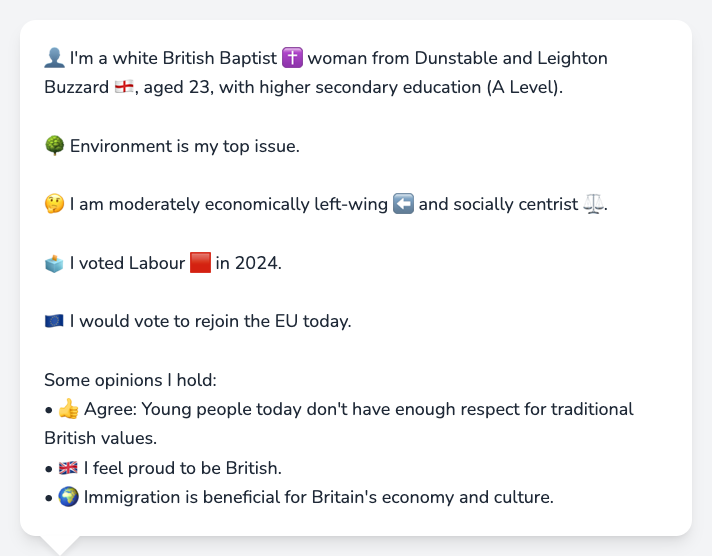 👤 I'm a white British Baptist ✝️ woman from Dunstable and Leighton
Buzzard 🏴󠁧󠁢󠁥󠁮󠁧󠁿, aged 23, with higher secondary education (A Level).
🌳 Environment is my top issue.
🤔 I am moderately economically left-wing ⬅️ and socially centrist ⚖️.
🗳️ I voted Labour 🟥 in 2024.
🇪🇺 I would vote to rejoin the EU today.
Some opinions I hold:
• 👍 Agree: Young people today don't have enough respect for traditional
British values.
• 🇬🇧 I feel proud to be British.
• 🌍 Immigration is beneficial for Britain's economy and culture.